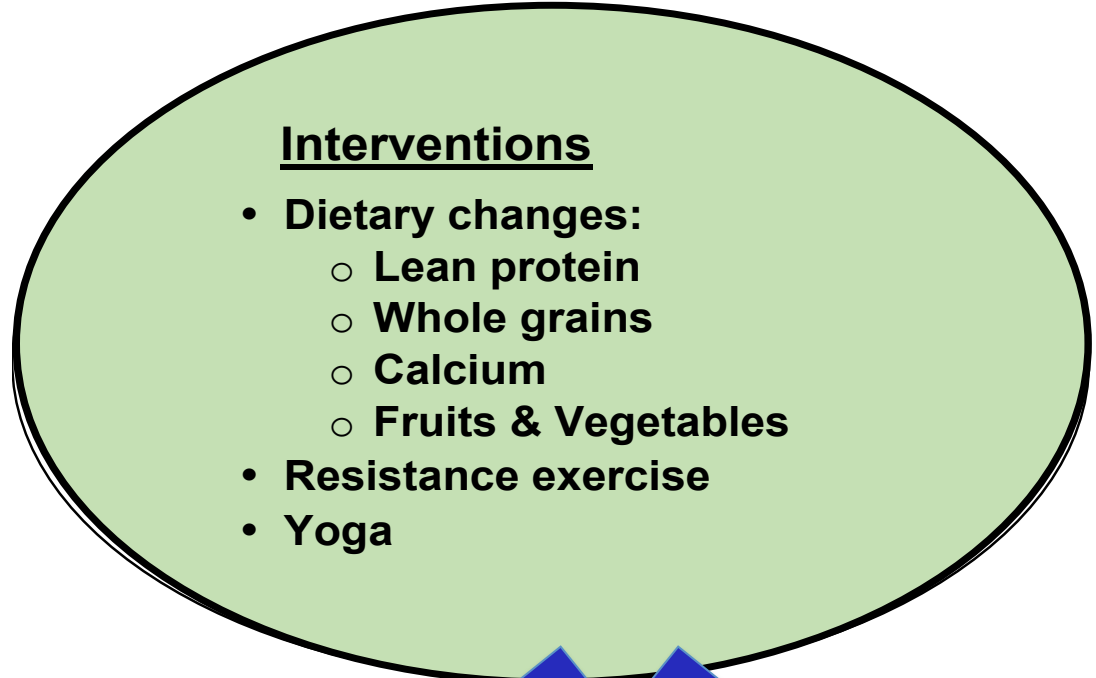 Interventions
• Dietary changes:
o Lean protein
o Whole grains
o Calcium
o Fruits & Vegetables
• Resistance exercise
• Yoga